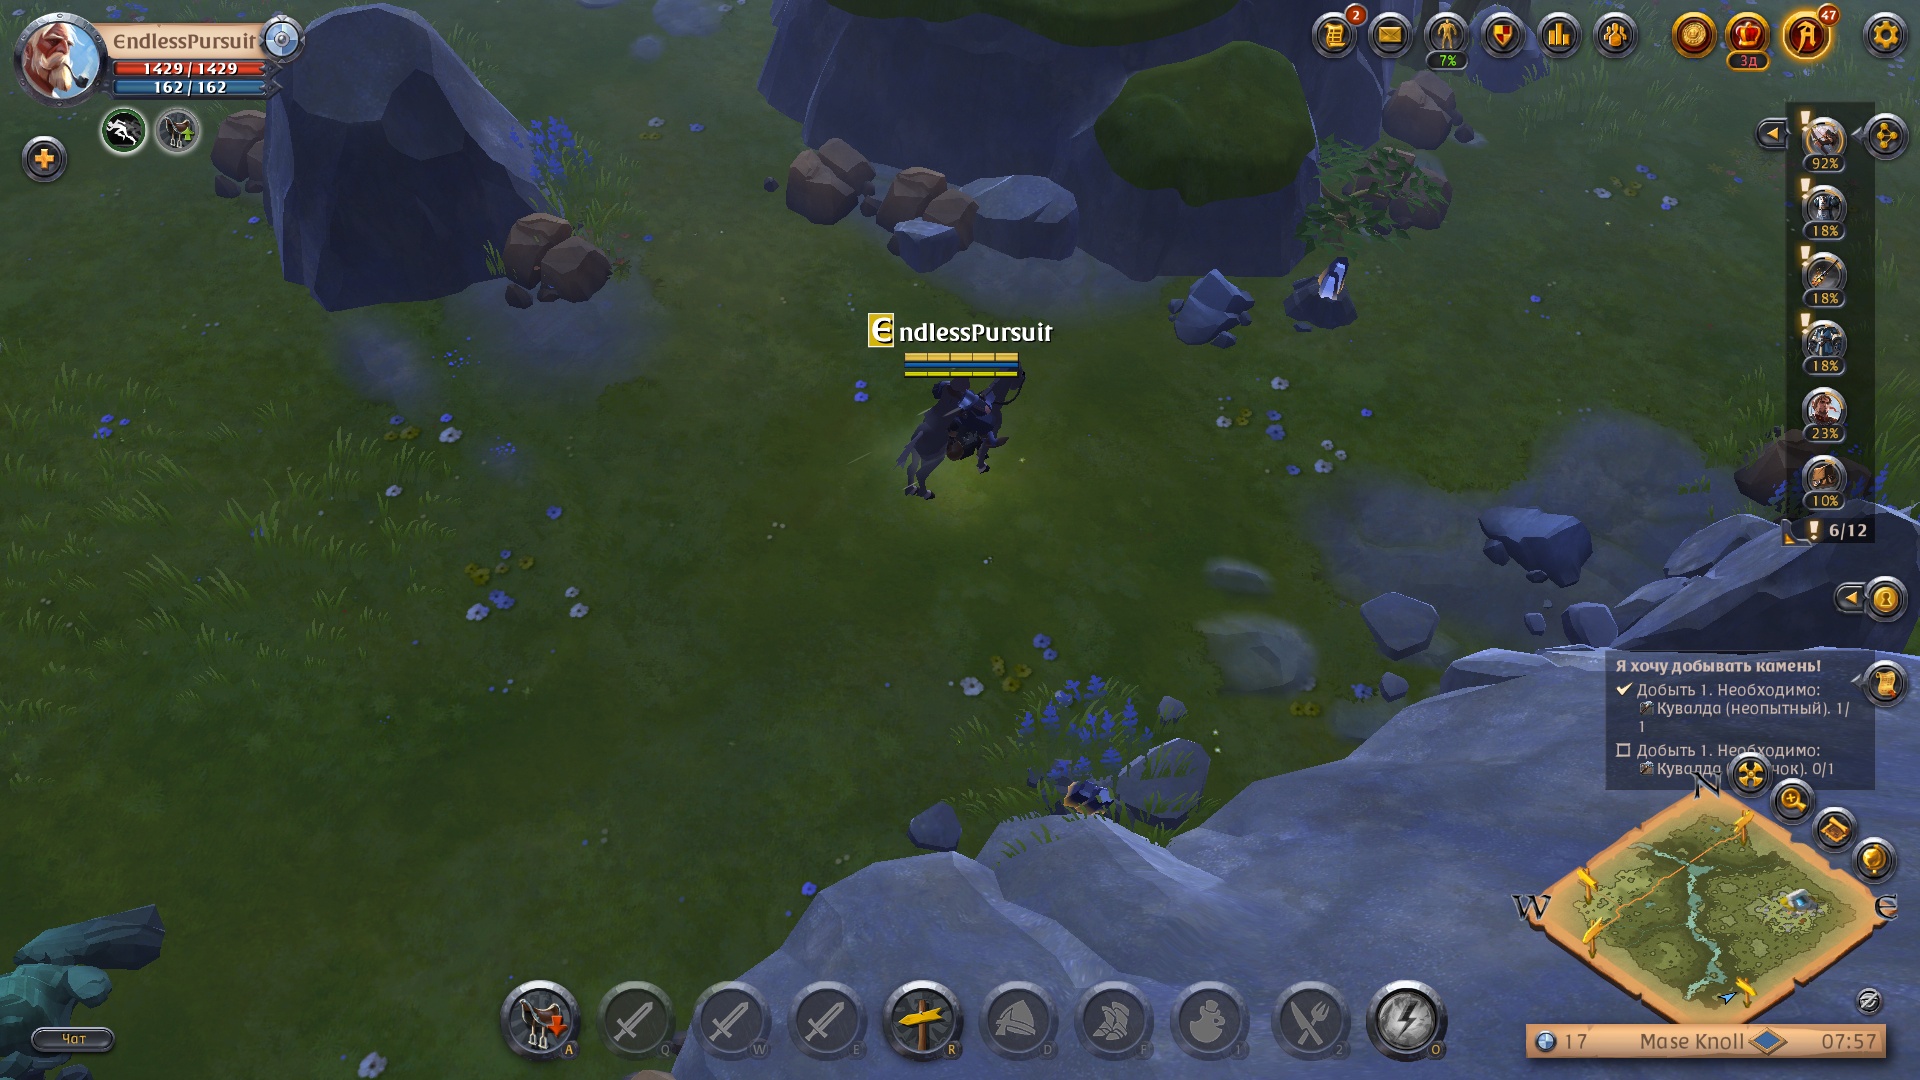 EndlessPursuit
1429 / 1429
162 / 162
2
7%
3д
47
92%
18%
18%
18%
23%
10%
6/12
EndlessPursuit
Я хочу добывать камень!
Добыть 1. Необходимо:
Кувалда (неопытный). 1/
1
Добыть 1. Необходимо:
Кувалда чок). 0/1
N
W
E
17 Mase Knoll 07:57
Чат
A
Q
W
E
R
D
F
1
2
O